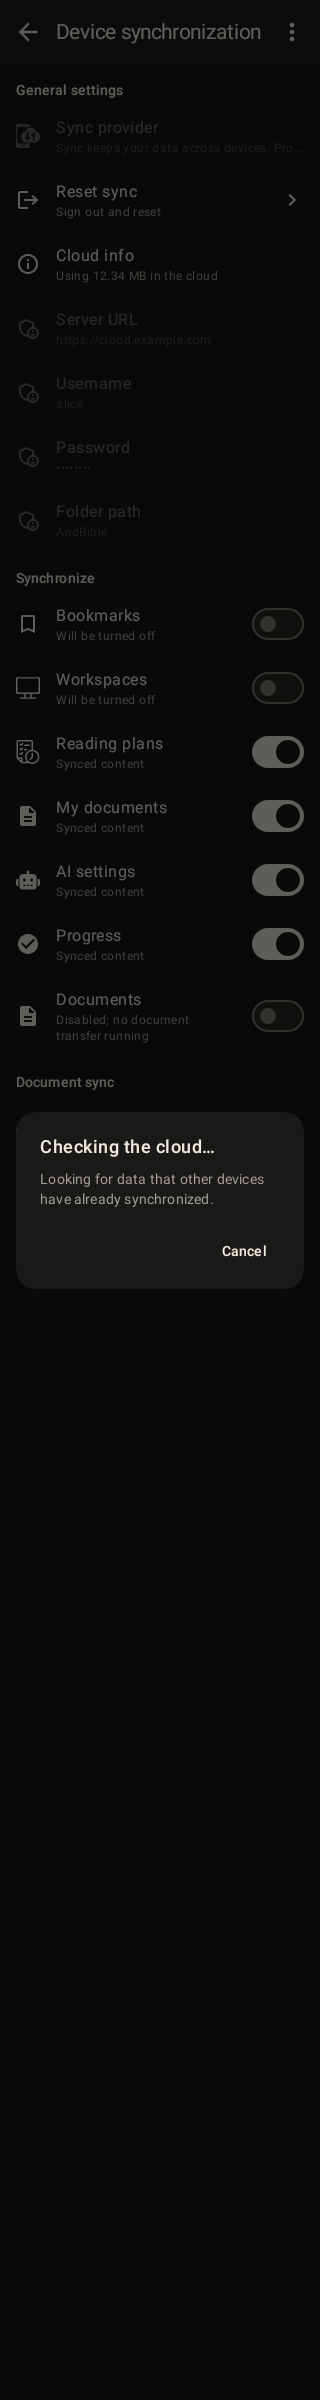 Device synchronization
General settings
Sync provider
Sync keeps your data across devices. Pro…
Reset sync
Sign out and reset
Cloud info
Using 12.34 MB in the cloud
Server URL
https://cloud.example.com
Username
alice
Password
••••••••
Folder path
AndBible
Synchronize
Bookmarks
Will be turned off
Workspaces
Will be turned off
Reading plans
Synced content
My documents
Synced content
AI settings
Synced content
Progress
Synced content
Documents
Disabled; no document
transfer running
Document sync
Checking the cloud…
Looking for data that other devices
have already synchronized.
Cancel